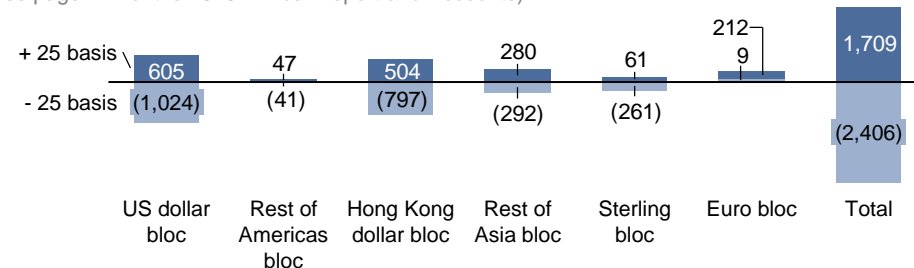 + 25 basis
- 25 basis
605
(1,024)
47
(41)
504
(797)
280
(292)
61
(261)
212
9
1,709
(2,406)
US dollar
bloc
Rest of
Americas
bloc
Hong Kong
dollar bloc
Rest of
Asia bloc
Sterling
bloc
Euro bloc
Total